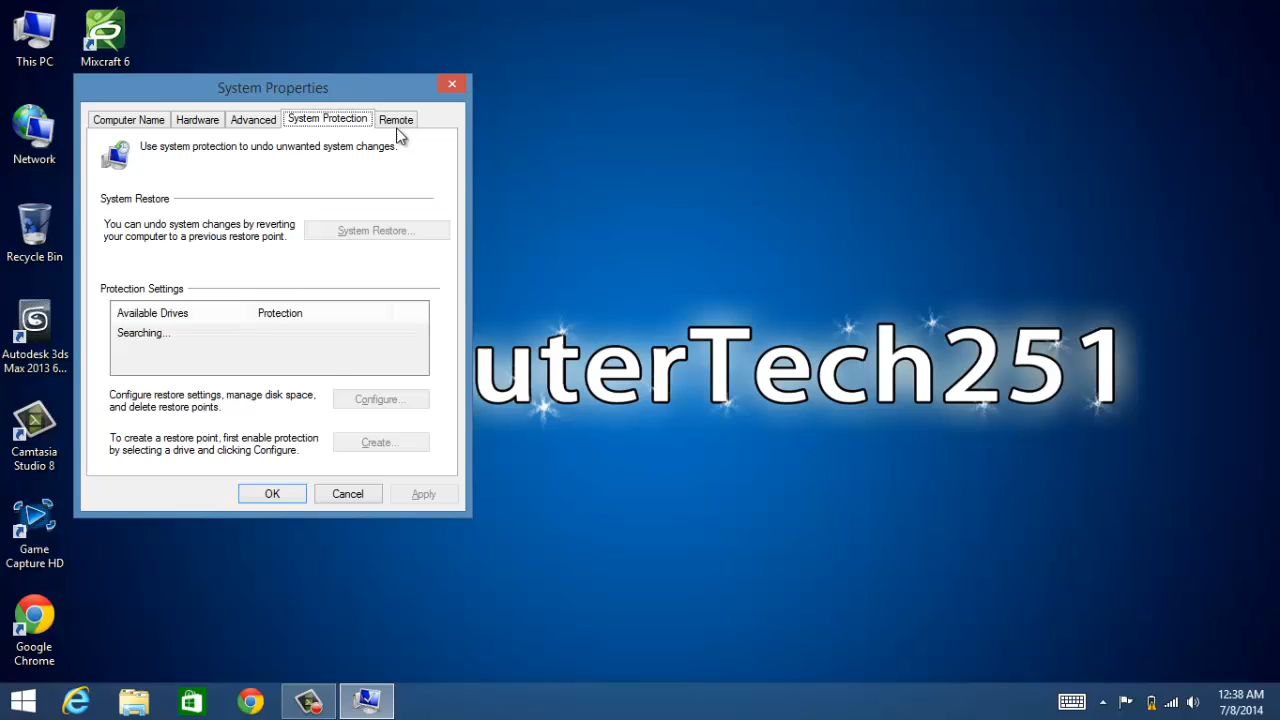 This PC
Mixcraft 6
Network
Recycle Bin
Autodesk 3ds
Max 2013 6...
Camtasia
Studio 8
Game
Capture HD
Google
Chrome
System Properties
Computer Name
Hardware
Advanced
System Protection
Remote
Use system protection to undo unwanted system changes.
System Restore
You can undo system changes by reverting
your computer to a previous restore point.
System Restore...
Protection Settings
Available Drives
Protection
Searching...
Configure restore settings, manage disk space,
and delete restore points.
Configure...
To create a restore point, first enable protection
by selecting a drive and clicking Configure.
Create...
OK
Cancel
Apply
uterTech251
12:38 AM
7/8/2014